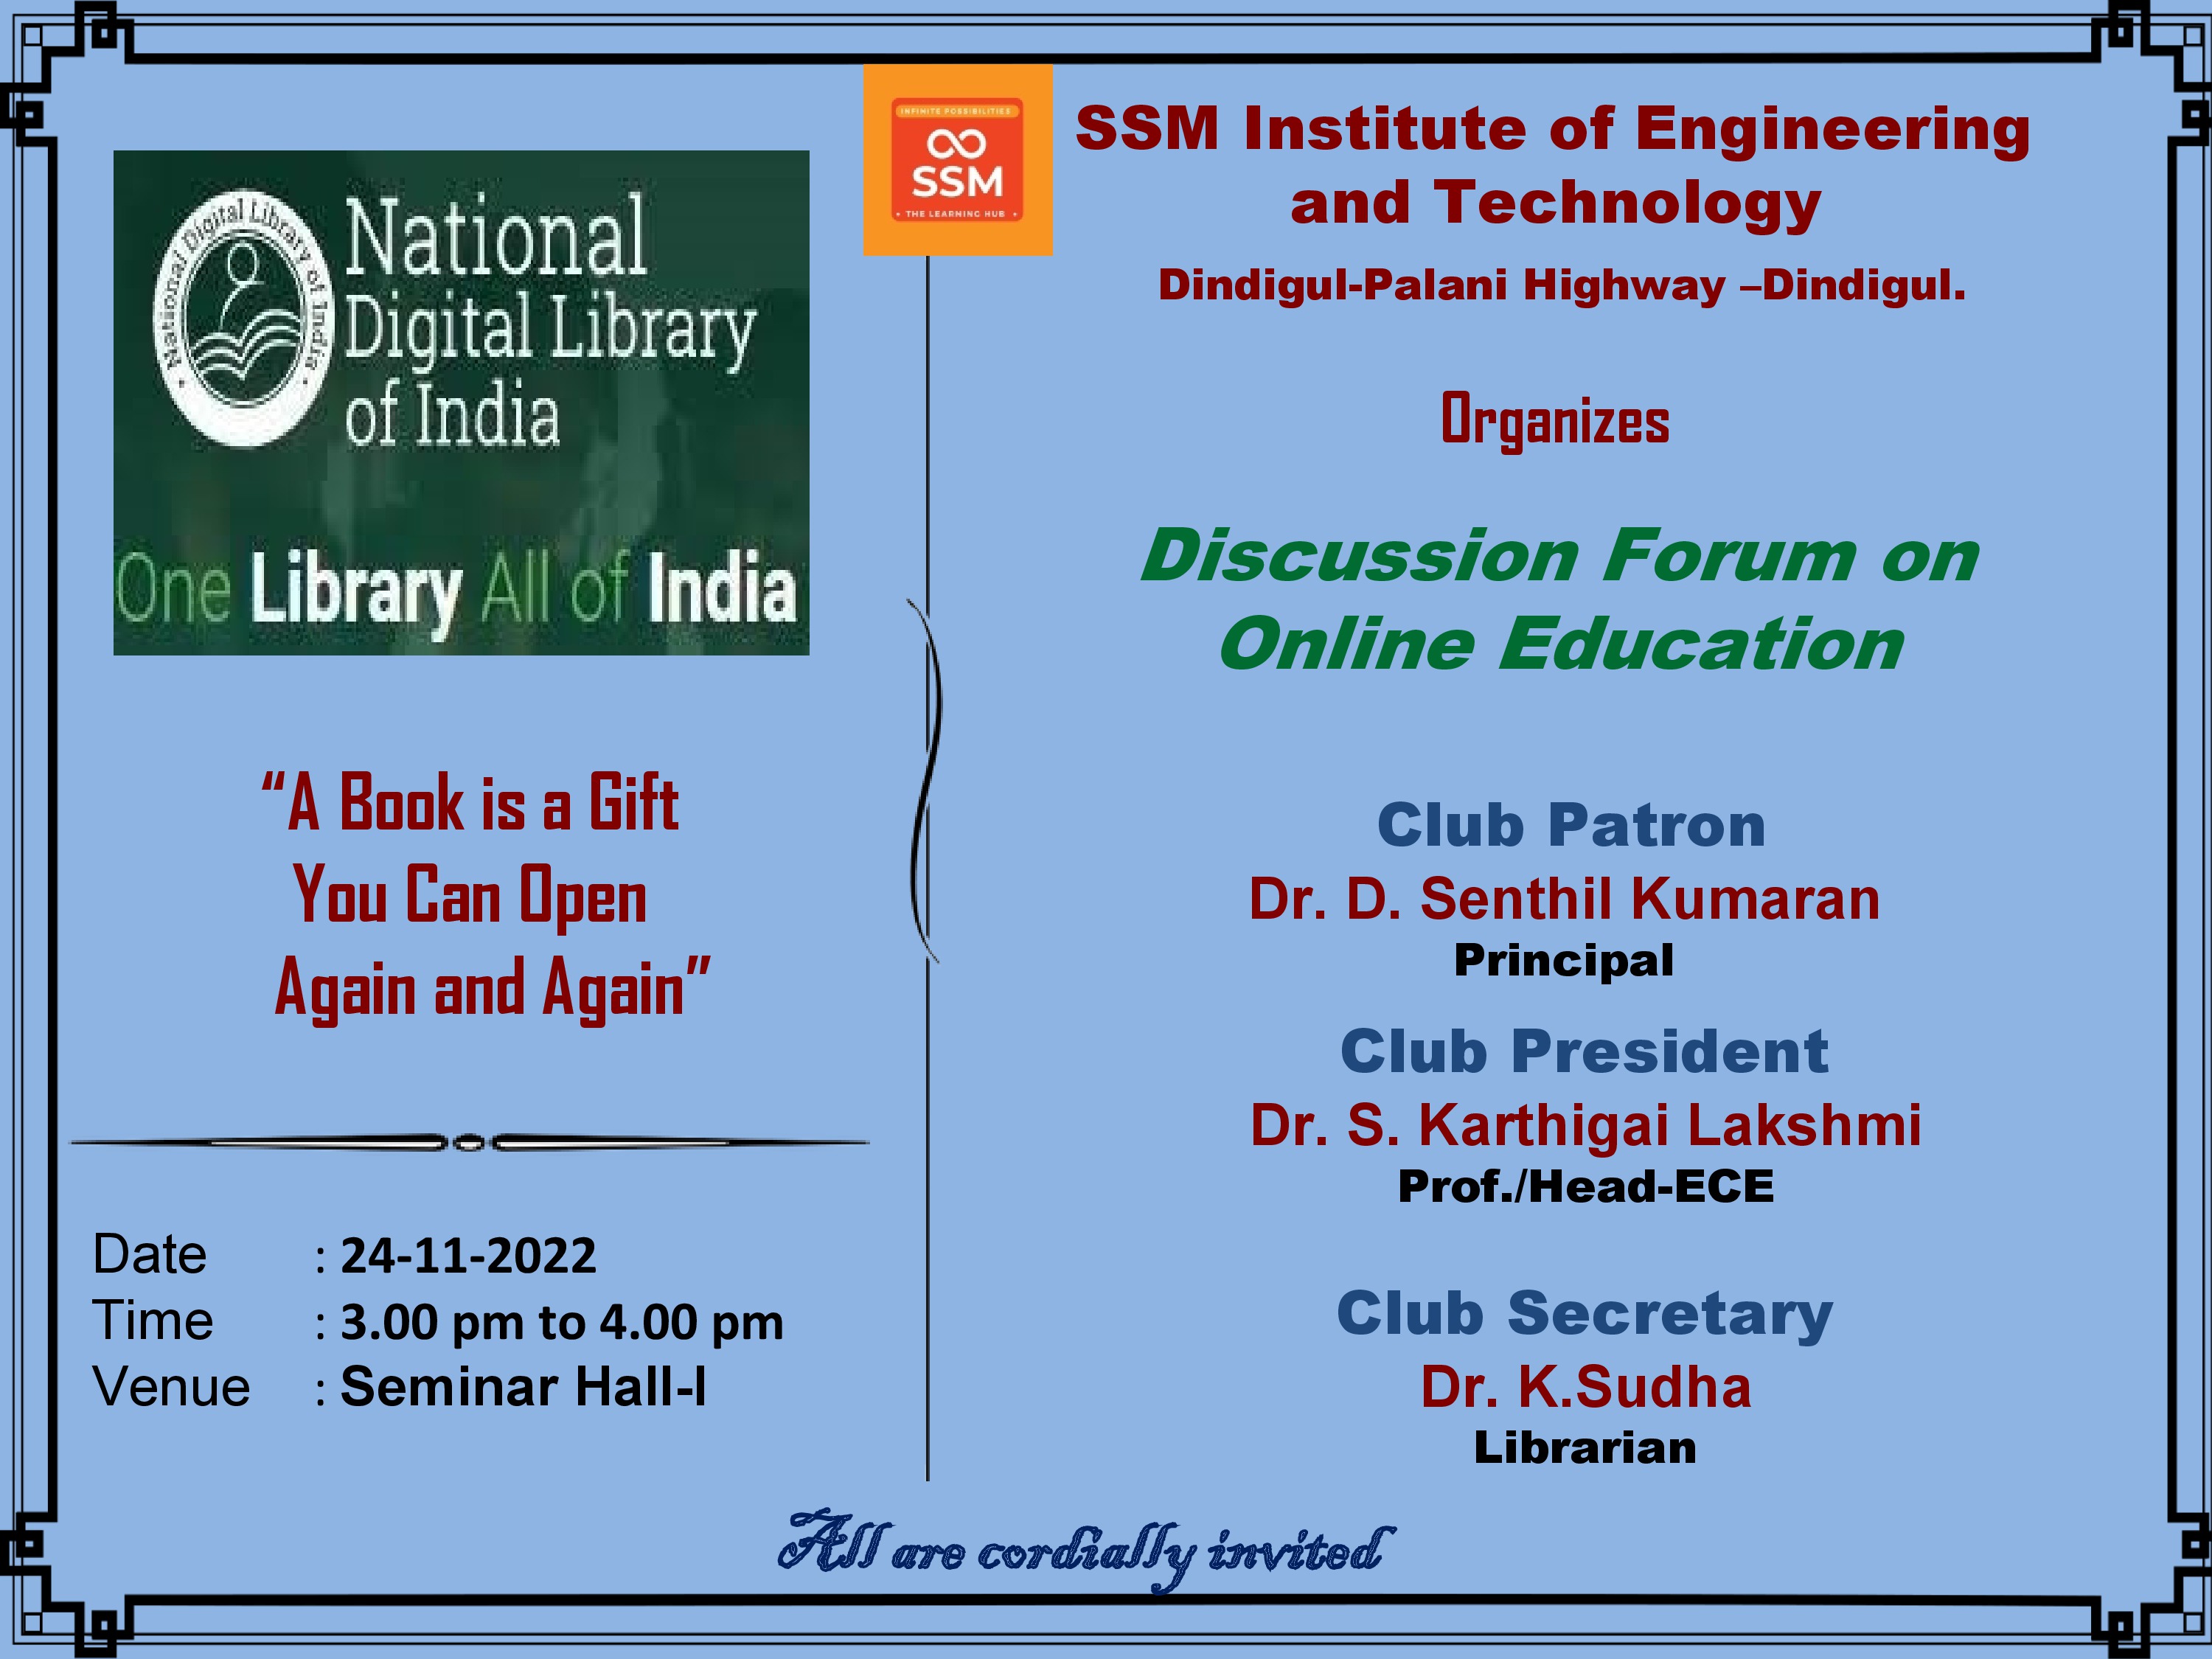 National Digital Library of India
National
Digital Library
of India
One Library All of India
“A Book is a Gift
You Can Open
Again and Again”
Date : 24-11-2022
Time : 3.00 pm to 4.00 pm
Venue : Seminar Hall-I
INFINITE POSSIBILITIES
SSM
• THE LEARNING HUB •
SSM Institute of Engineering
and Technology
Dindigul-Palani Highway –Dindigul.
Organizes
Discussion Forum on
Online Education
Club Patron
Dr. D. Senthil Kumaran
Principal
Club President
Dr. S. Karthigai Lakshmi
Prof./Head-ECE
Club Secretary
Dr. K.Sudha
Librarian
All are cordially invited